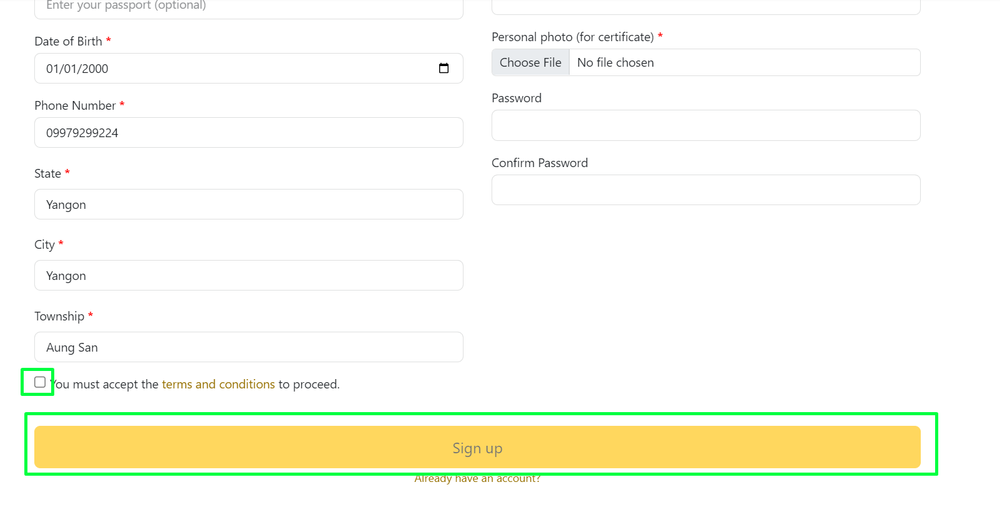 Enter your passport (optional)
Date of Birth *
01/01/2000
Phone Number *
09979299224
State *
Yangon
City *
Yangon
Township *
Aung San
Personal photo (for certificate) *
Choose File No file chosen
Password
Confirm Password
You must accept the terms and conditions to proceed.
Sign up
Already have an account?